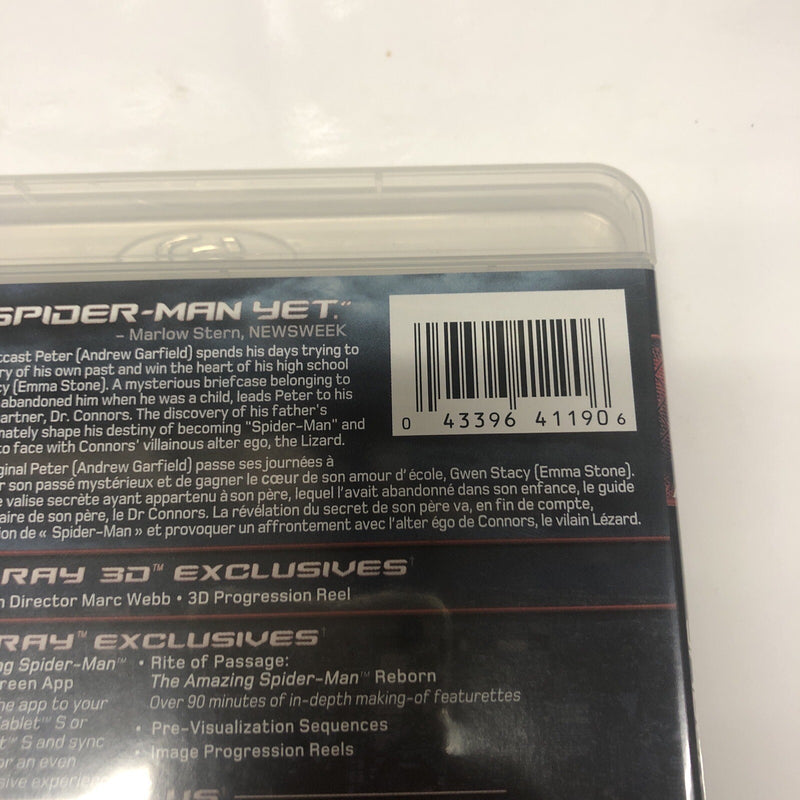 SPIDER-MAN YET."
– Marlow Stern, NEWSWEEK
tcast Peter (Andrew Garfield) spends his days trying to
ry of his own past and win the heart of his high school
cy (Emma Stone). A mysterious briefcase belonging to
abandoned him when he was a child, leads Peter to his
artner, Dr. Connors. The discovery of his father's
mately shape his destiny of becoming "Spider-Man" and
to face with Connors' villainous alter ego, the Lizard.
0 43396 41190 6
ginal Peter (Andrew Garfield) passe ses journées à
r son passé mystérieux et de gagner le cœur de son amour d'école, Gwen Stacy (Emma Stone).
e valise secrète ayant appartenu à son père, lequel l'avait abandonné dans son enfance, le guide
aire de son père, le Dr Connors. La révélation du secret de son père va, en fin de compte,
ion de « Spider-Man » et provoquer un affrontement avec l'alter égo de Connors, le vilain Lézard.
RAY 3D™ EXCLUSIVES†
h Director Marc Webb • 3D Progression Reel
RAY™ EXCLUSIVES†
ng Spider-Man™
reen App
he app to your
Tablet™ S or
t™ S and sync
or an even
sive experience
• Rite of Passage:
The Amazing Spider-Man™ Reborn
Over 90 minutes of in-depth making-of featurettes
• Pre-Visualization Sequences
• Image Progression Reels
US